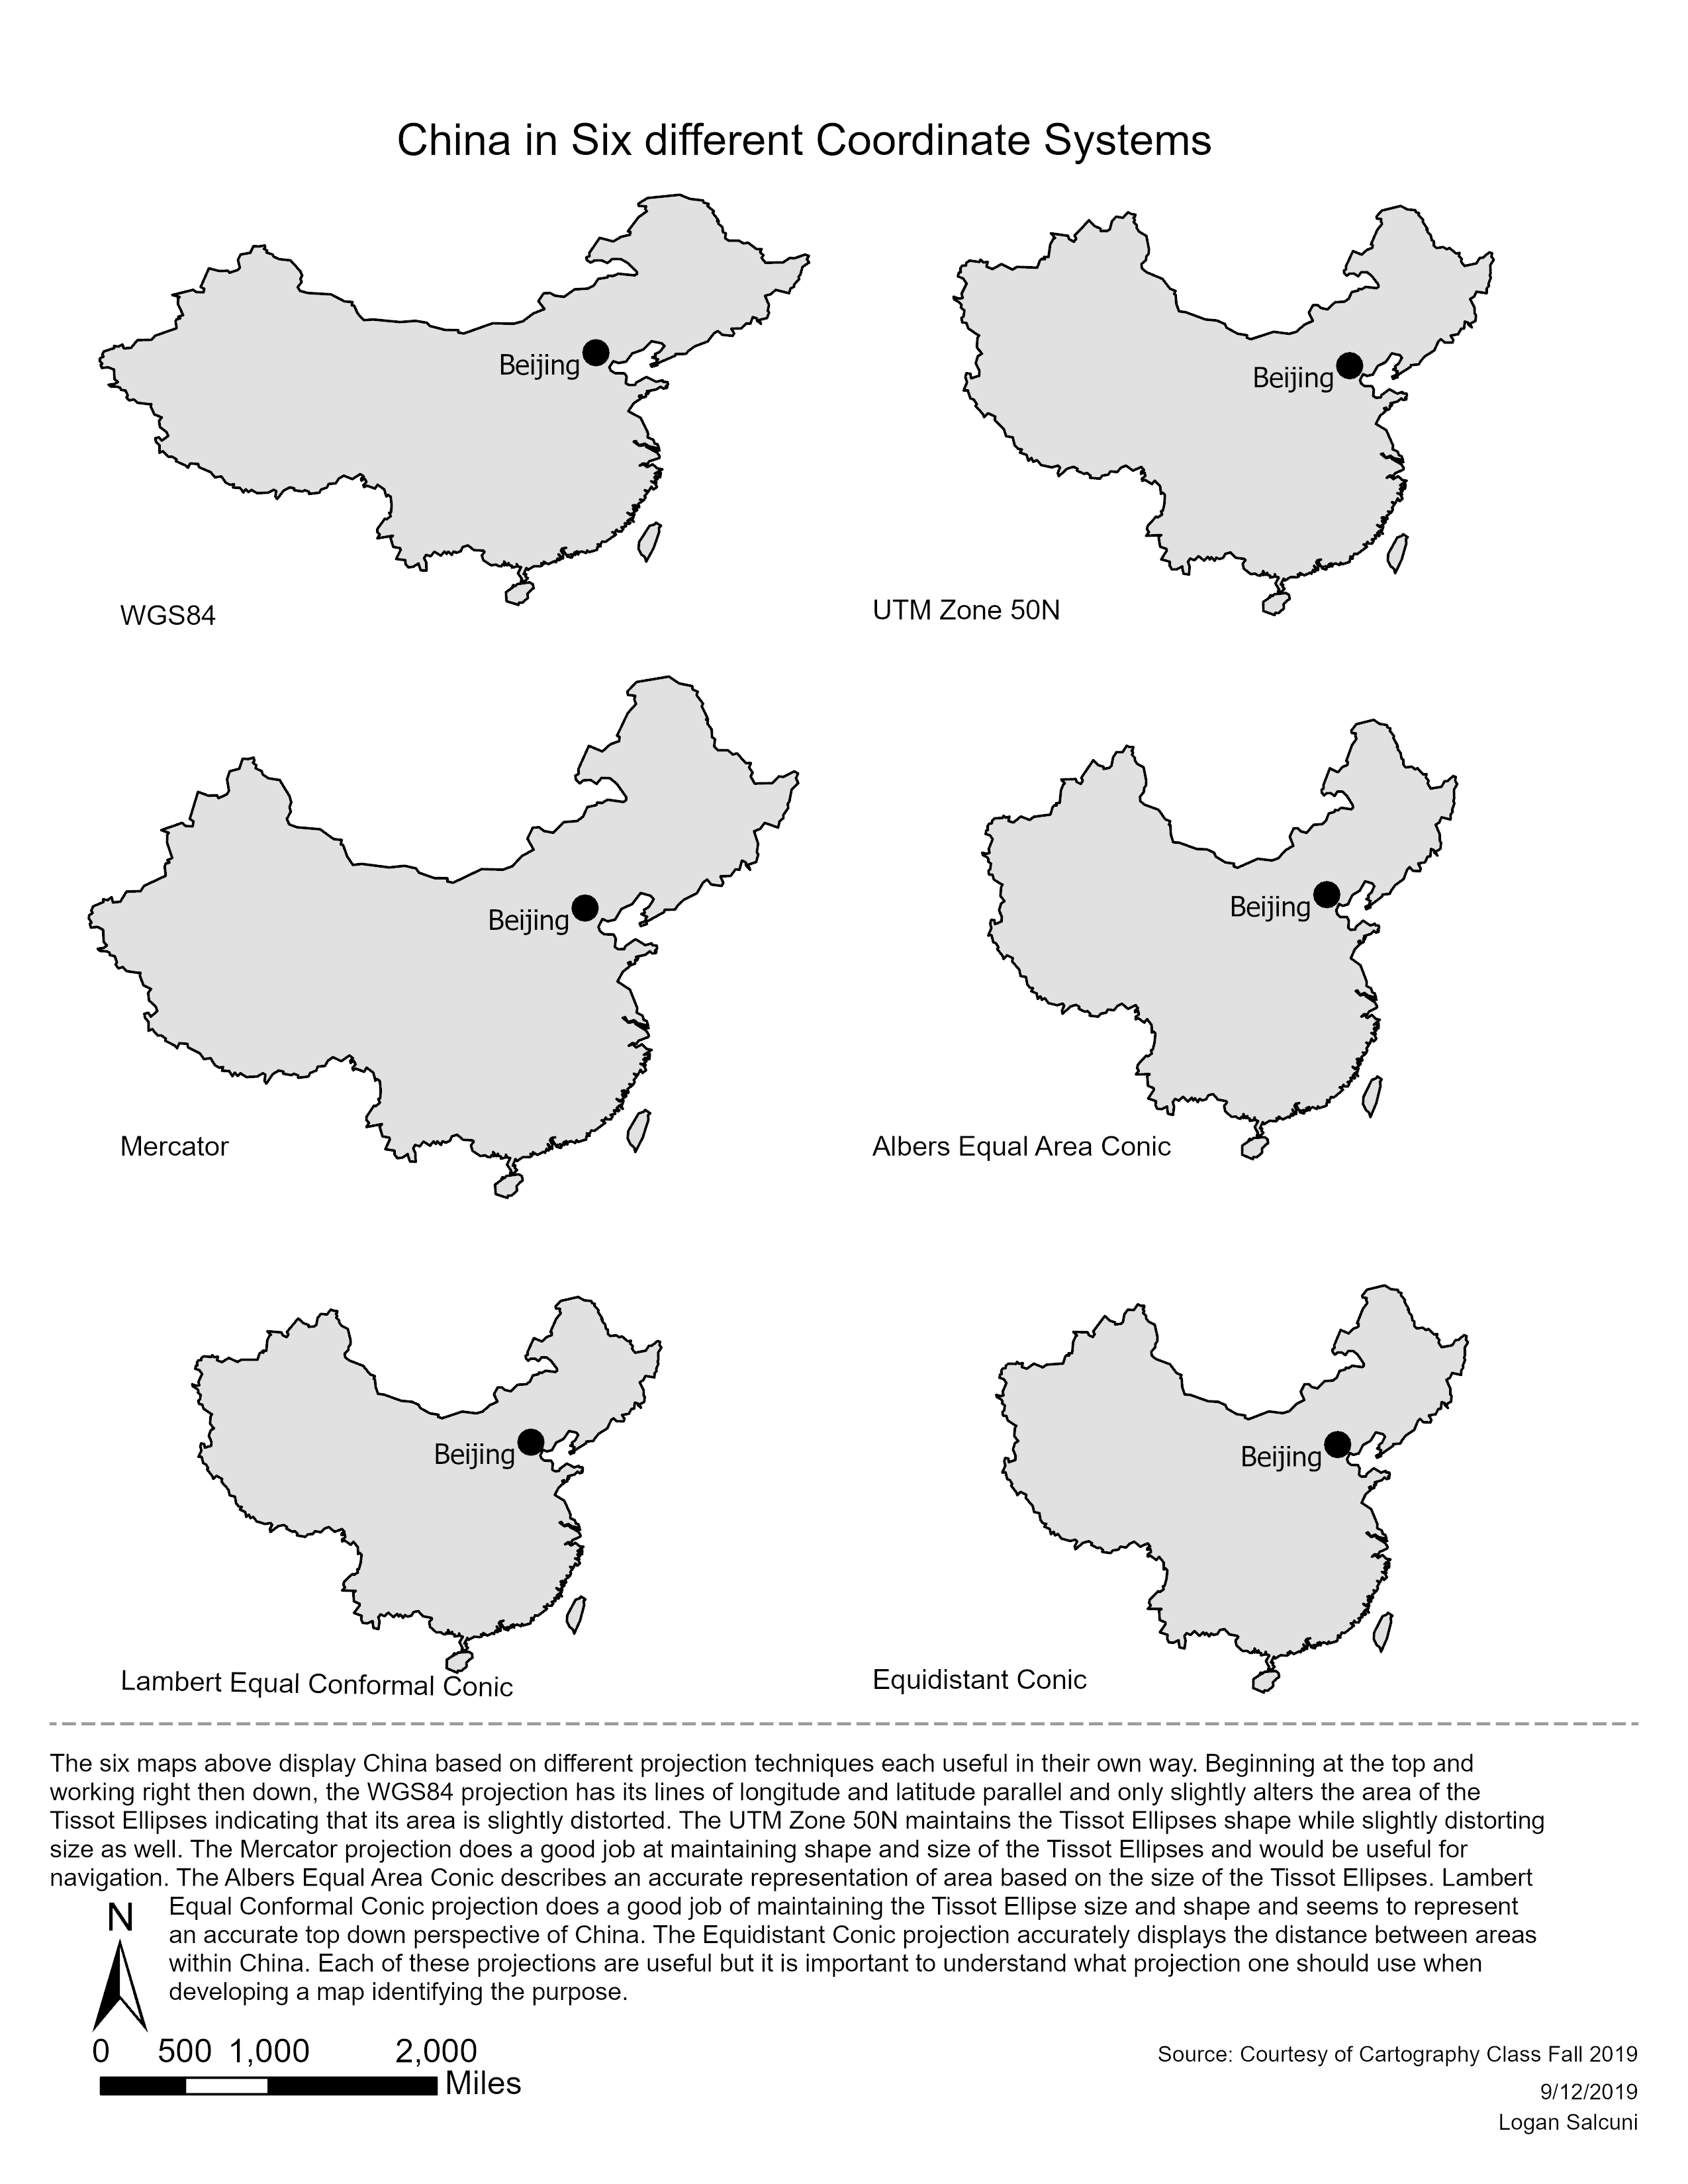 China in Six different Coordinate Systems
Beijing
Beijing
WGS84
UTM Zone 50N
Beijing
Beijing
Mercator
Albers Equal Area Conic
Beijing
Beijing
Lambert Equal Conformal Conic
Equidistant Conic
The six maps above display China based on different projection techniques each useful in their own way. Beginning at the top and
working right then down, the WGS84 projection has its lines of longitude and latitude parallel and only slightly alters the area of the
Tissot Ellipses indicating that its area is slightly distorted. The UTM Zone 50N maintains the Tissot Ellipses shape while slightly distorting
size as well. The Mercator projection does a good job at maintaining shape and size of the Tissot Ellipses and would be useful for
navigation. The Albers Equal Area Conic describes an accurate representation of area based on the size of the Tissot Ellipses. Lambert
Equal Conformal Conic projection does a good job of maintaining the Tissot Ellipse size and shape and seems to represent
an accurate top down perspective of China. The Equidistant Conic projection accurately displays the distance between areas
within China. Each of these projections are useful but it is important to understand what projection one should use when
developing a map identifying the purpose.
N
0 500 1,000 2,000
Miles
Source: Courtesy of Cartography Class Fall 2019
9/12/2019
Logan Salcuni